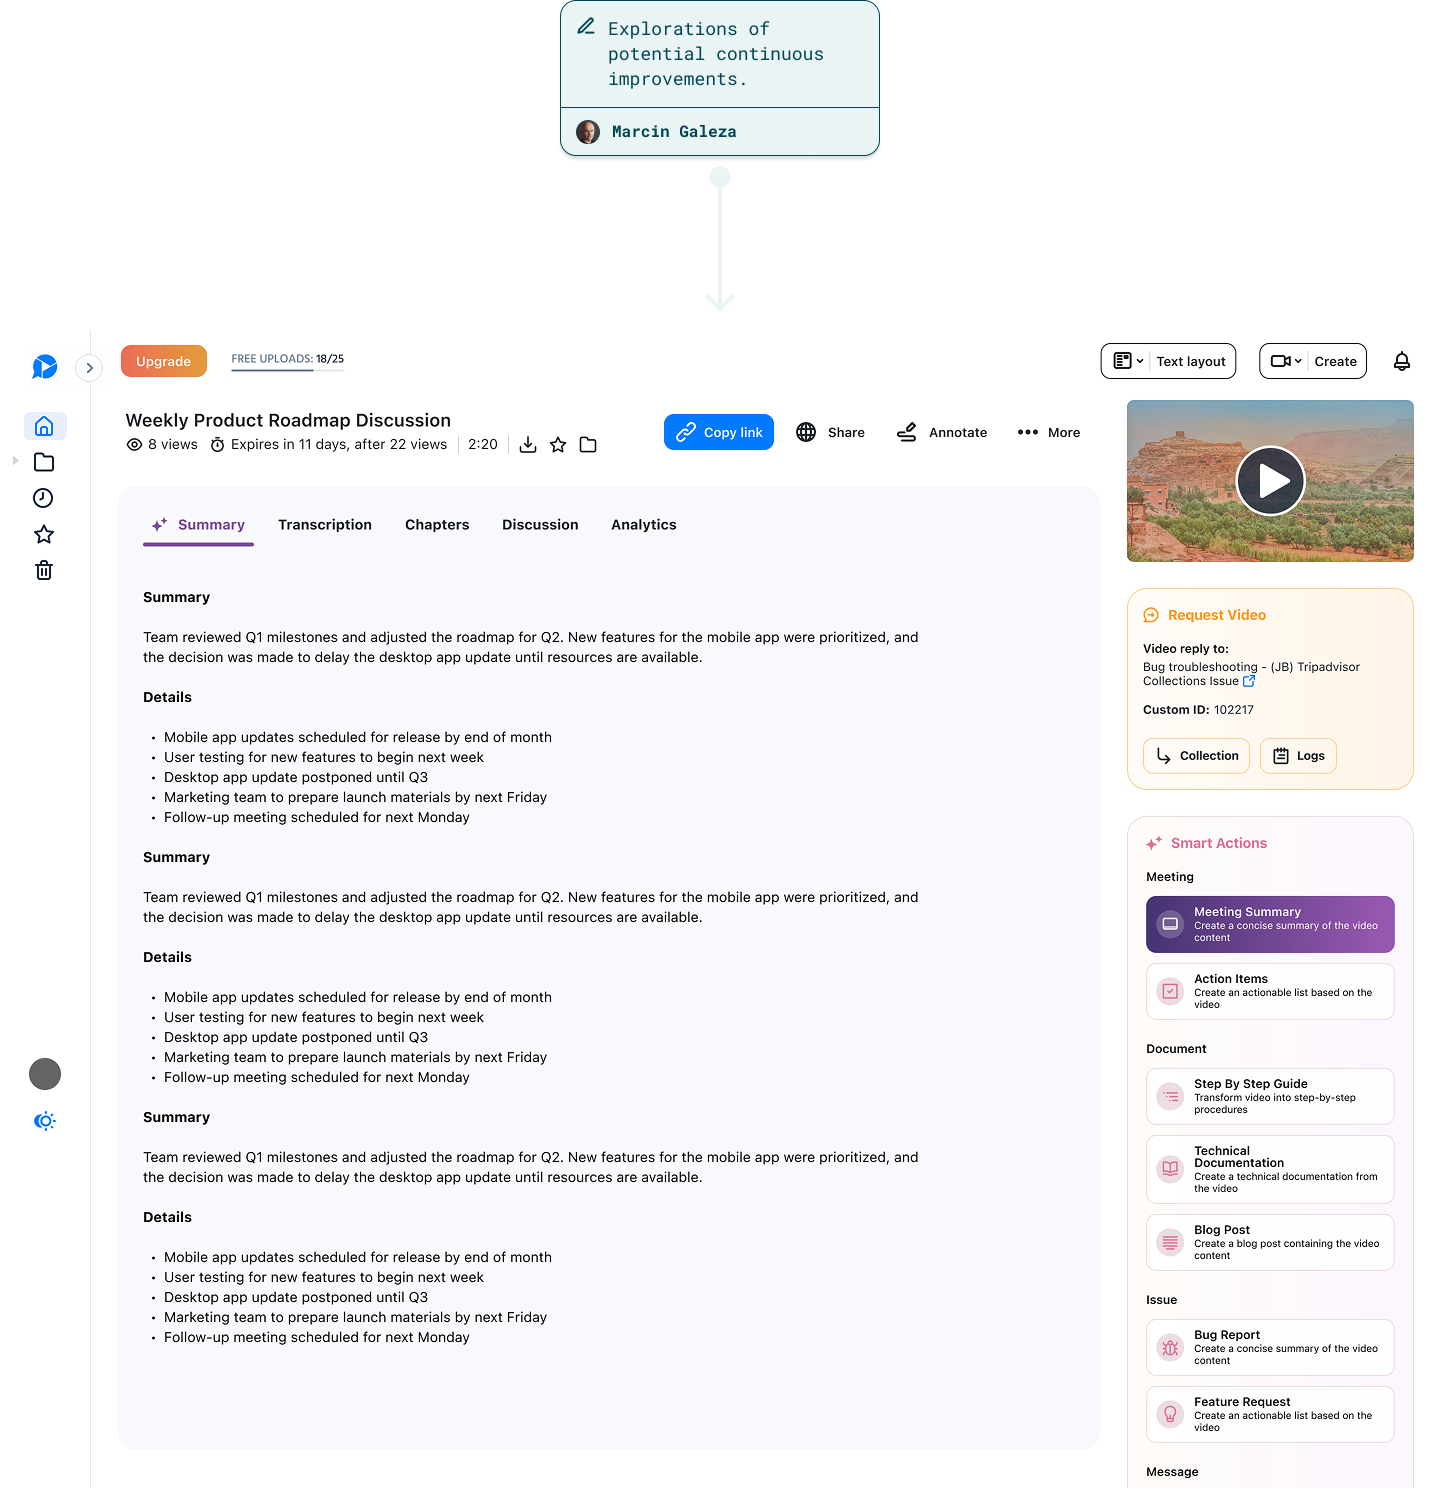 Explorations of
potential continuous
improvements.
Marcin Galeza
Upgrade
FREE UPLOADS: 18/25
Text layout
Create
Weekly Product Roadmap Discussion
8 views
Expires in 11 days, after 22 views
2:20
Copy link
Share
Annotate
More
Summary
Transcription
Chapters
Discussion
Analytics
Summary
Team reviewed Q1 milestones and adjusted the roadmap for Q2. New features for the mobile app were prioritized, and
the decision was made to delay the desktop app update until resources are available.
Details
• Mobile app updates scheduled for release by end of month
• User testing for new features to begin next week
• Desktop app update postponed until Q3
• Marketing team to prepare launch materials by next Friday
• Follow-up meeting scheduled for next Monday
Summary
Team reviewed Q1 milestones and adjusted the roadmap for Q2. New features for the mobile app were prioritized, and
the decision was made to delay the desktop app update until resources are available.
Details
• Mobile app updates scheduled for release by end of month
• User testing for new features to begin next week
• Desktop app update postponed until Q3
• Marketing team to prepare launch materials by next Friday
• Follow-up meeting scheduled for next Monday
Summary
Team reviewed Q1 milestones and adjusted the roadmap for Q2. New features for the mobile app were prioritized, and
the decision was made to delay the desktop app update until resources are available.
Details
• Mobile app updates scheduled for release by end of month
• User testing for new features to begin next week
• Desktop app update postponed until Q3
• Marketing team to prepare launch materials by next Friday
• Follow-up meeting scheduled for next Monday
Request Video
Video reply to:
Bug troubleshooting - (JB) Tripadvisor
Collections Issue
Custom ID: 102217
Collection
Logs
Smart Actions
Meeting
Meeting Summary
Create a concise summary of the video
content
Action Items
Create an actionable list based on the
video
Document
Step By Step Guide
Transform video into step-by-step
procedures
Technical
Documentation
Create a technical documentation from
the video
Blog Post
Create a blog post containing the video
content
Issue
Bug Report
Create a concise summary of the video
content
Feature Request
Create an actionable list based on the
video
Message